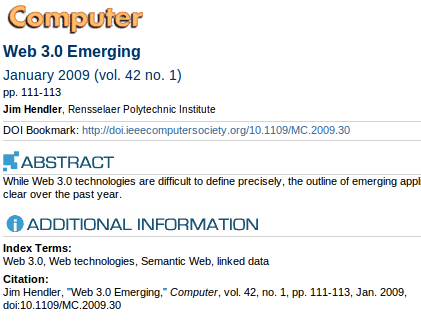 Computer
Web 3.0 Emerging
January 2009 (vol. 42 no. 1)
pp. 111-113
Jim Hendler, Rensselaer Polytechnic Institute
DOI Bookmark: http://doi.ieeecomputersociety.org/10.1109/MC.2009.30
ABSTRACT
While Web 3.0 technologies are difficult to define precisely, the outline of emerging appli
clear over the past year.
ADDITIONAL INFORMATION
Index Terms:
Web 3.0, Web technologies, Semantic Web, linked data
Citation:
Jim Hendler, "Web 3.0 Emerging," Computer, vol. 42, no. 1, pp. 111-113, Jan. 2009,
doi:10.1109/MC.2009.30